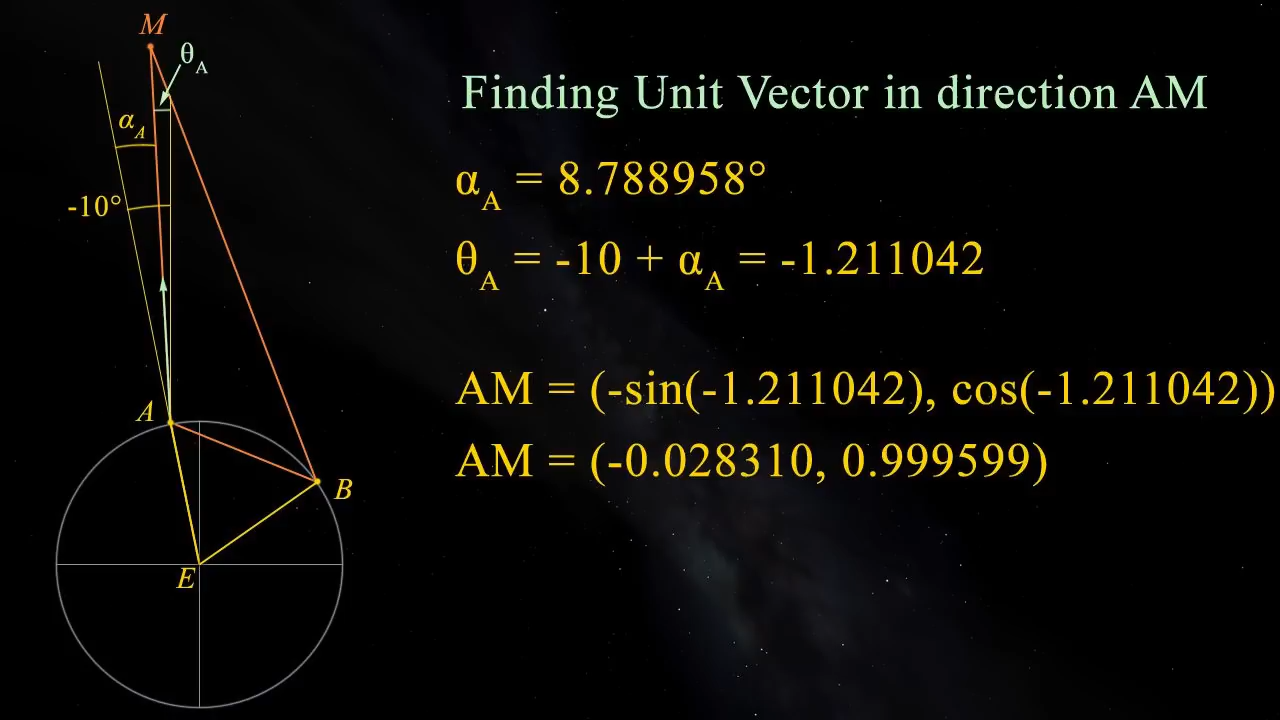 M
θA
Finding Unit Vector in direction AM
αA
αA = 8.788958°
-10°
θA = -10 + αA = -1.211042
AM = (-sin(-1.211042), cos(-1.211042))
A
AM = (-0.028310, 0.999599)
B
E